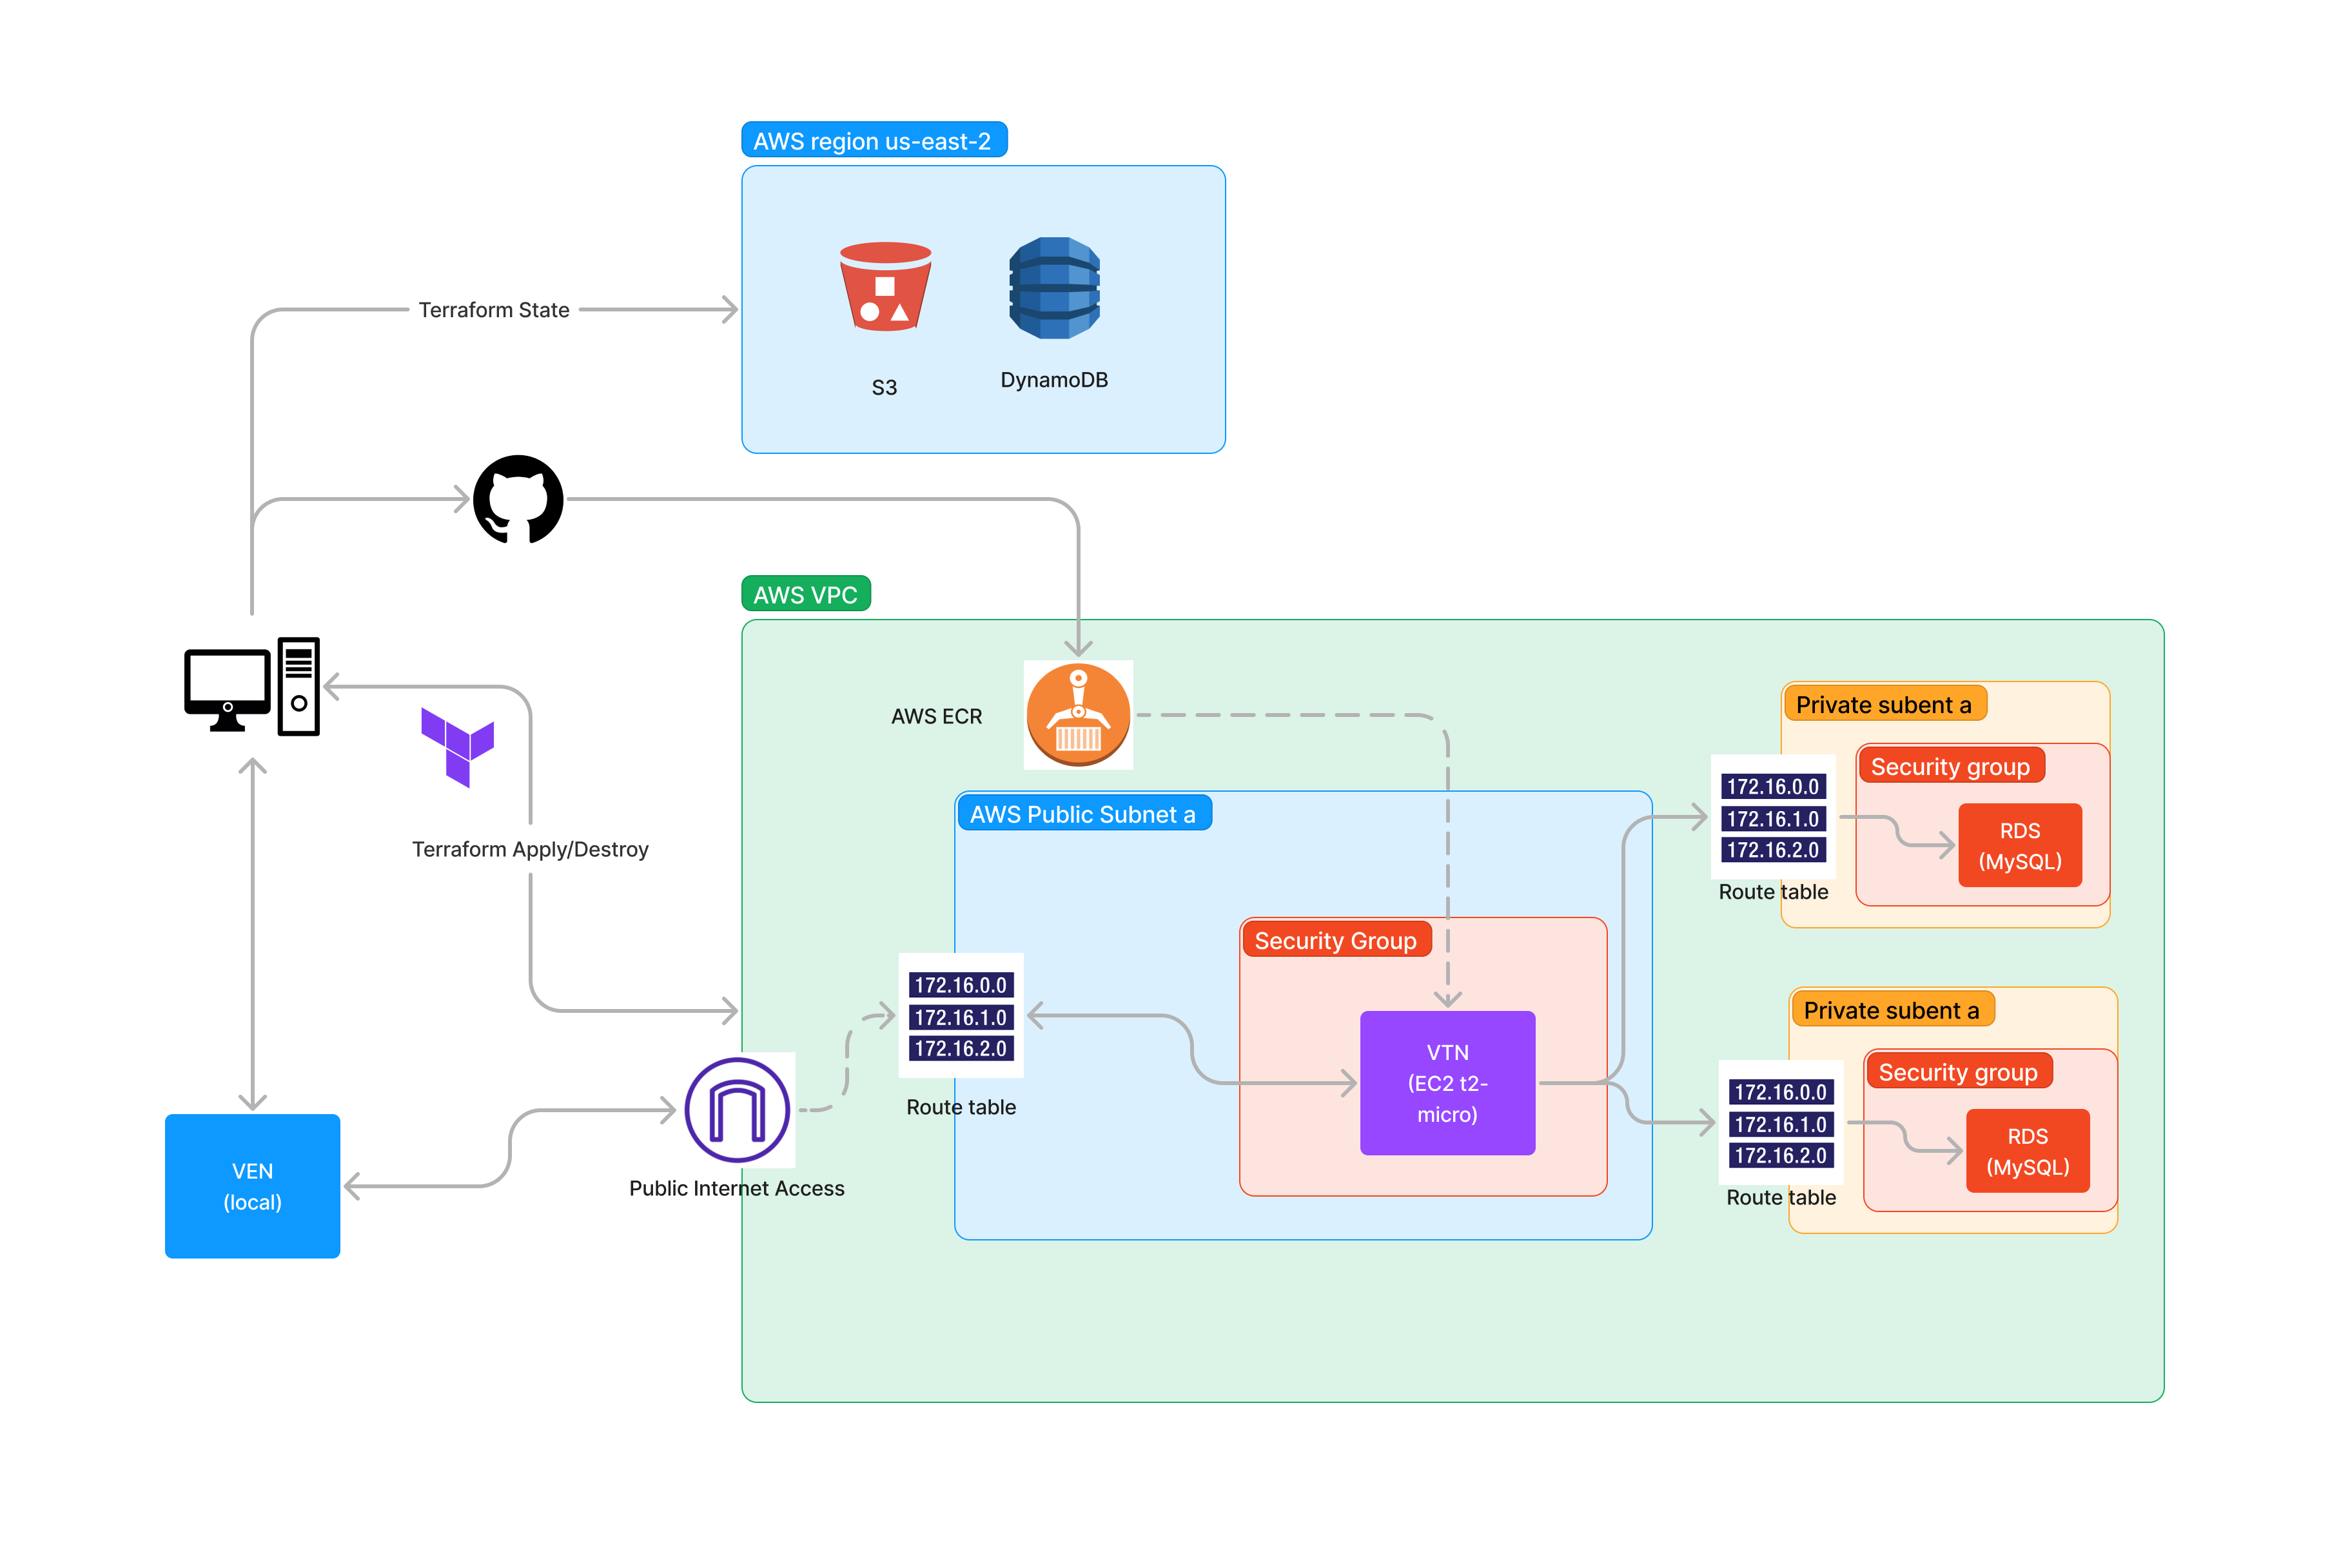 AWS region us-east-2
Terraform State
S3
DynamoDB
AWS VPC
AWS ECR
Terraform Apply/Destroy
AWS Public Subnet a
Security Group
172.16.0.0
172.16.1.0
172.16.2.0
Route table
VTN
(EC2 t2-
micro)
Public Internet Access
VEN
(local)
Private subent a
Security group
172.16.0.0
172.16.1.0
172.16.2.0
Route table
RDS
(MySQL)
Private subent a
Security group
172.16.0.0
172.16.1.0
172.16.2.0
Route table
RDS
(MySQL)